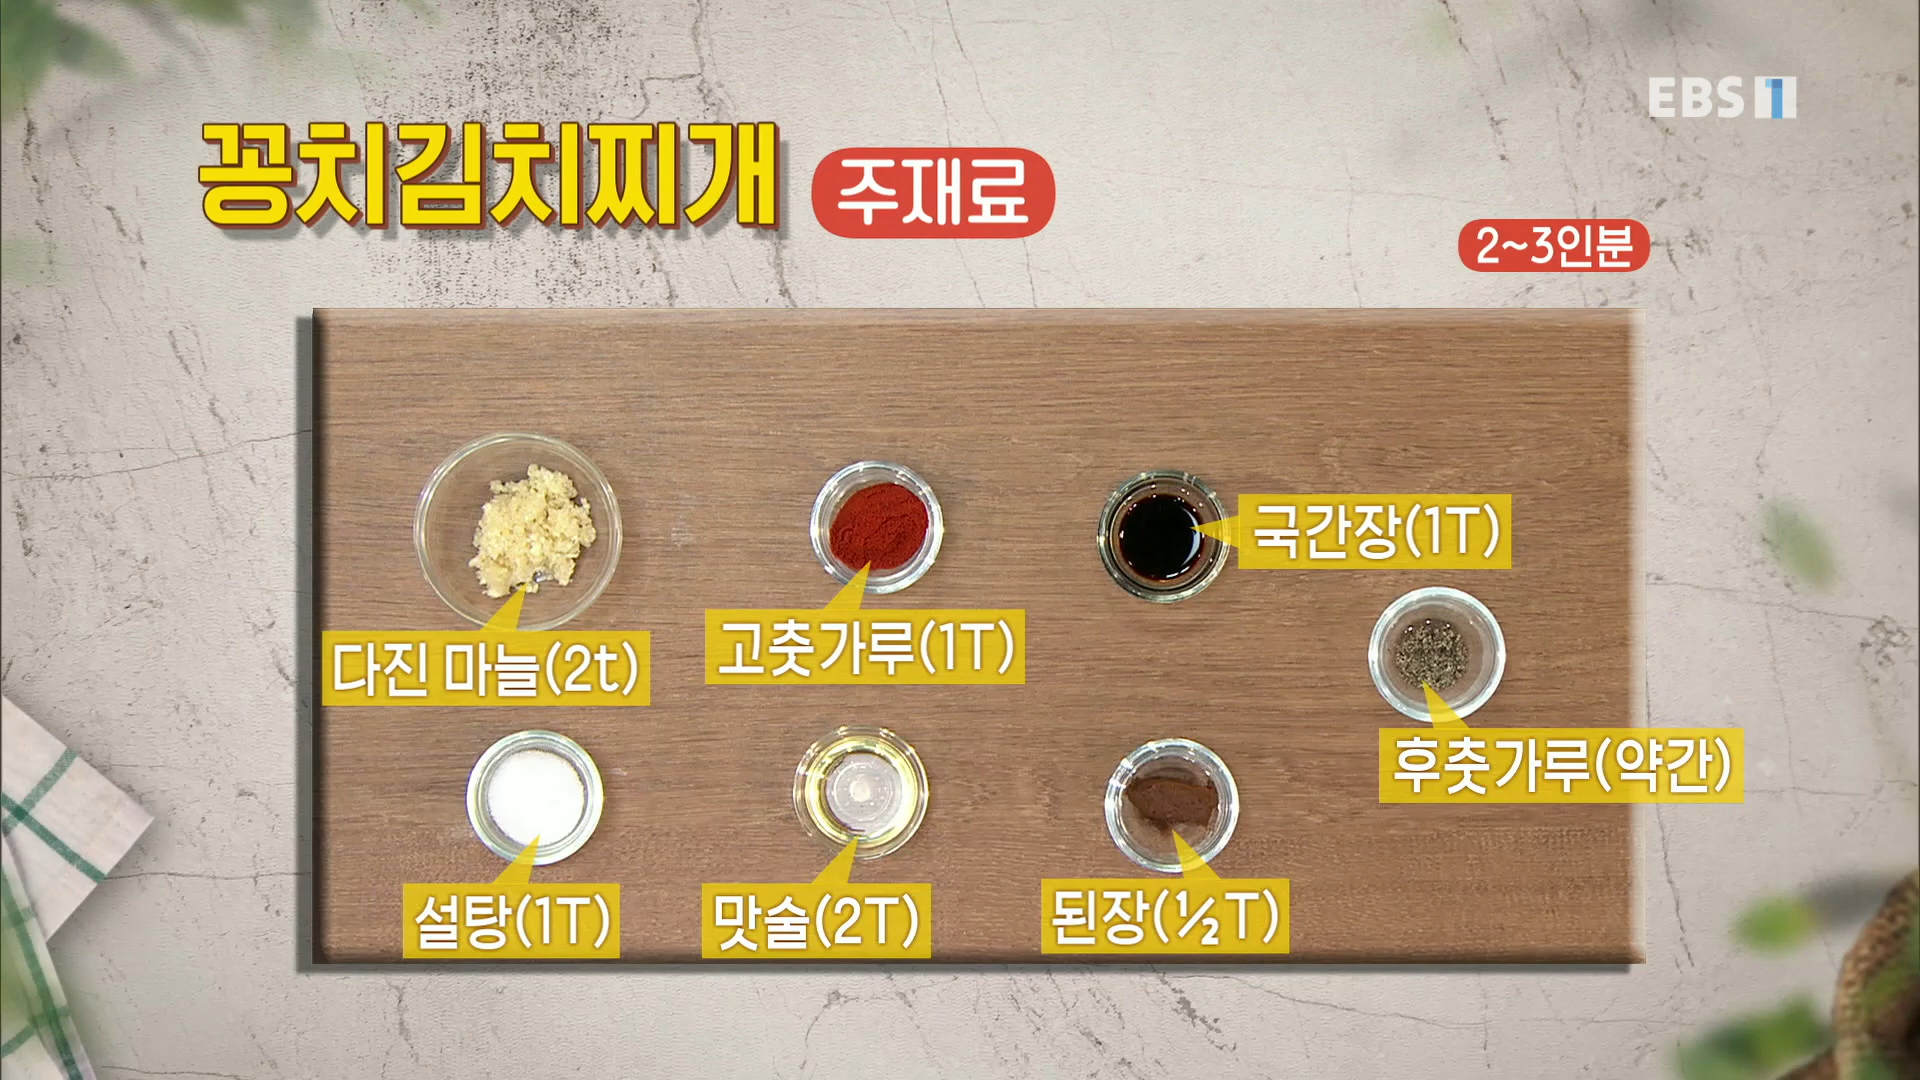 EBS 1
꽁치김치찌개 주재료
2~3인분
국간장(1T)
다진 마늘(2t)
고춧가루(1T)
후춧가루(약간)
설탕(1T)
맛술(2T)
된장(½T)